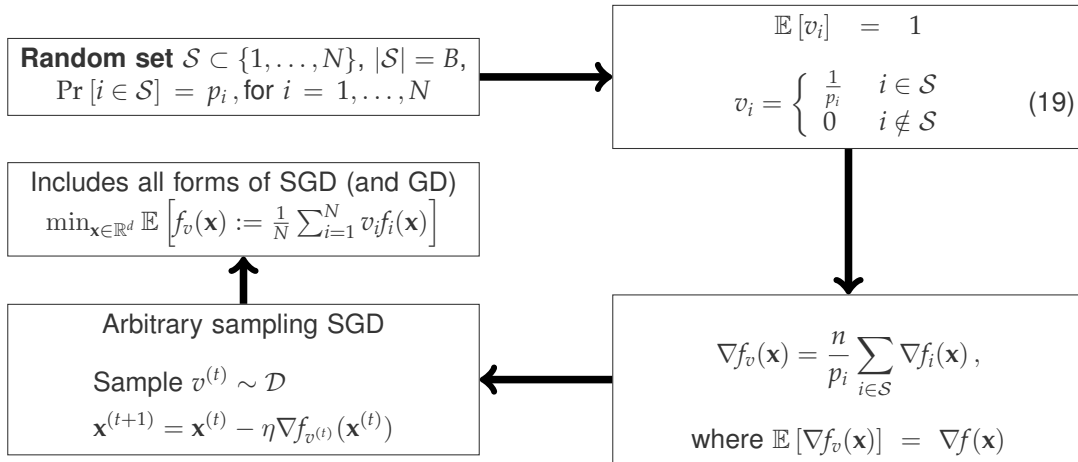 Random set 𝒮 ⊂ {1, …, N}, |𝒮| = B,
Pr [i ∈ 𝒮] = pᵢ, for i = 1, …, N
𝔼 [vᵢ] = 1
vᵢ = { 1/pᵢ i ∈ 𝒮
0 i ∉ 𝒮
(19)
∇f_v(𝐱) = n/pᵢ ∑_{i∈𝒮} ∇fᵢ(𝐱) ,
where 𝔼 [∇f_v(𝐱)] = ∇f(𝐱)
Arbitrary sampling SGD
Sample v^{(t)} ∼ 𝒟
𝐱^{(t+1)} = 𝐱^{(t)} − η∇f_{v^{(t)}}(𝐱^{(t)})
Includes all forms of SGD (and GD)
min_{𝐱∈ℝ^d} 𝔼 [f_v(𝐱) := 1/N ∑_{i=1}^{N} vᵢfᵢ(𝐱)]